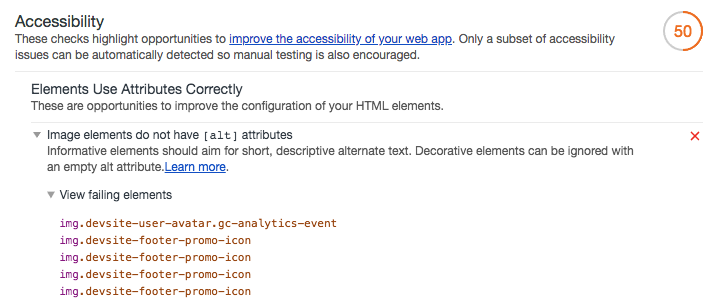 Accessibility
These checks highlight opportunities to improve the accessibility of your web app. Only a subset of accessibility
issues can be automatically detected so manual testing is also encouraged.
50
Elements Use Attributes Correctly
These are opportunities to improve the configuration of your HTML elements.
Image elements do not have [alt] attributes
Informative elements should aim for short, descriptive alternate text. Decorative elements can be ignored with
an empty alt attribute.Learn more.
View failing elements
img.devsite-user-avatar.gc-analytics-event
img.devsite-footer-promo-icon
img.devsite-footer-promo-icon
img.devsite-footer-promo-icon
img.devsite-footer-promo-icon